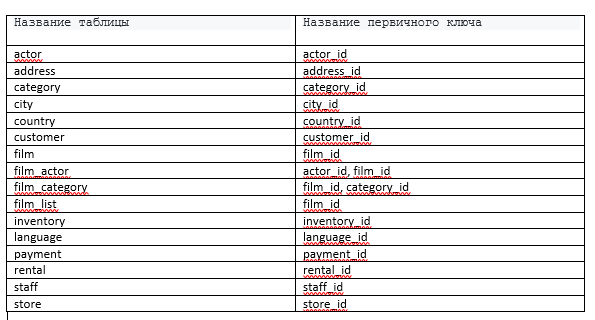 Название таблицы Название первичного ключа
actor actor_id
address address_id
category category_id
city city_id
country country_id
customer customer_id
film film_id
film_actor actor_id, film_id
film_category film_id, category_id
film_list film_id
inventory inventory_id
language language_id
payment payment_id
rental rental_id
staff staff_id
store store_id